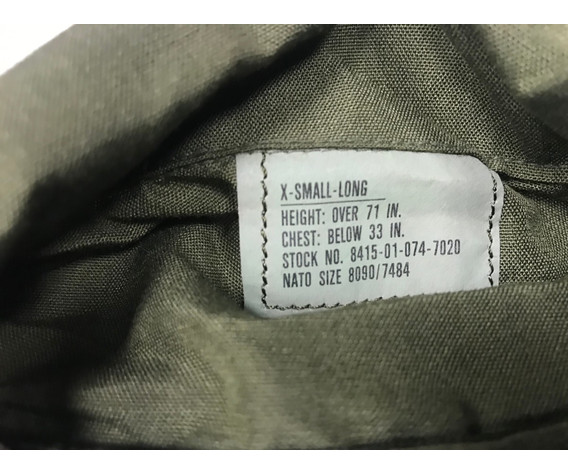 X-SMALL-LONG
HEIGHT: OVER 71 IN.
CHEST: BELOW 33 IN.
STOCK NO. 8415-01-074-7020
NATO SIZE 8090/7484